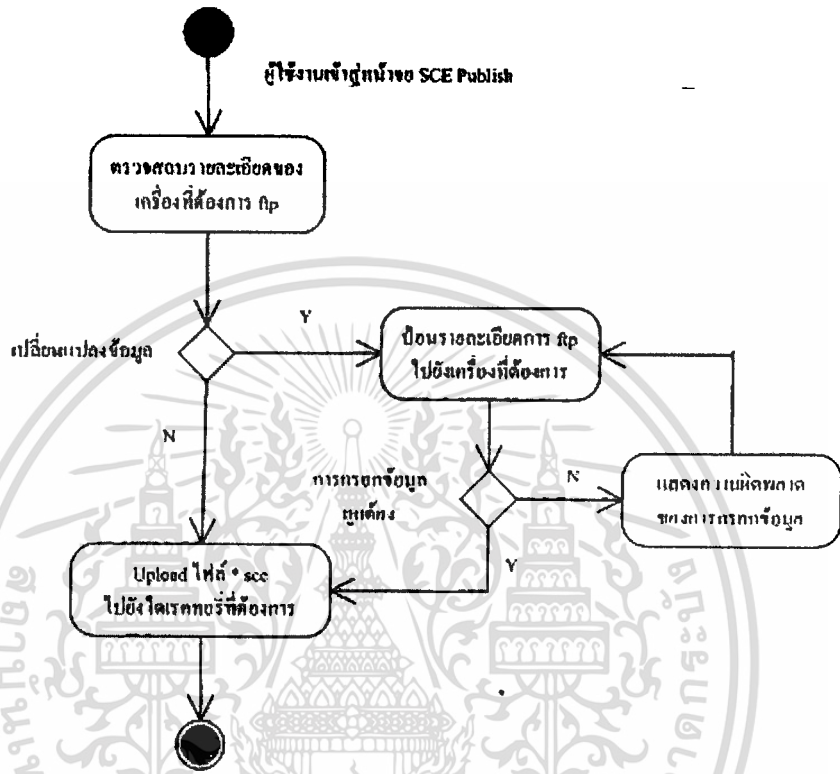 ผู้ใช้งานเข้าสู่หน้าจอ SCE Publish
ตรวจสอบรายละเอียดของ
เครื่องที่ต้องการ ftp
เปลี่ยนแปลงข้อมูล
Y
ป้อนรายละเอียดการ ftp
ไปยังเครื่องที่ต้องการ
N
การกรอกข้อมูล
ถูกต้อง
N
แสดงความผิดพลาด
ของการกรอกข้อมูล
Y
Upload ไฟล์ *.sce
ไปยังไดเรคทอรี่ที่ต้องการ